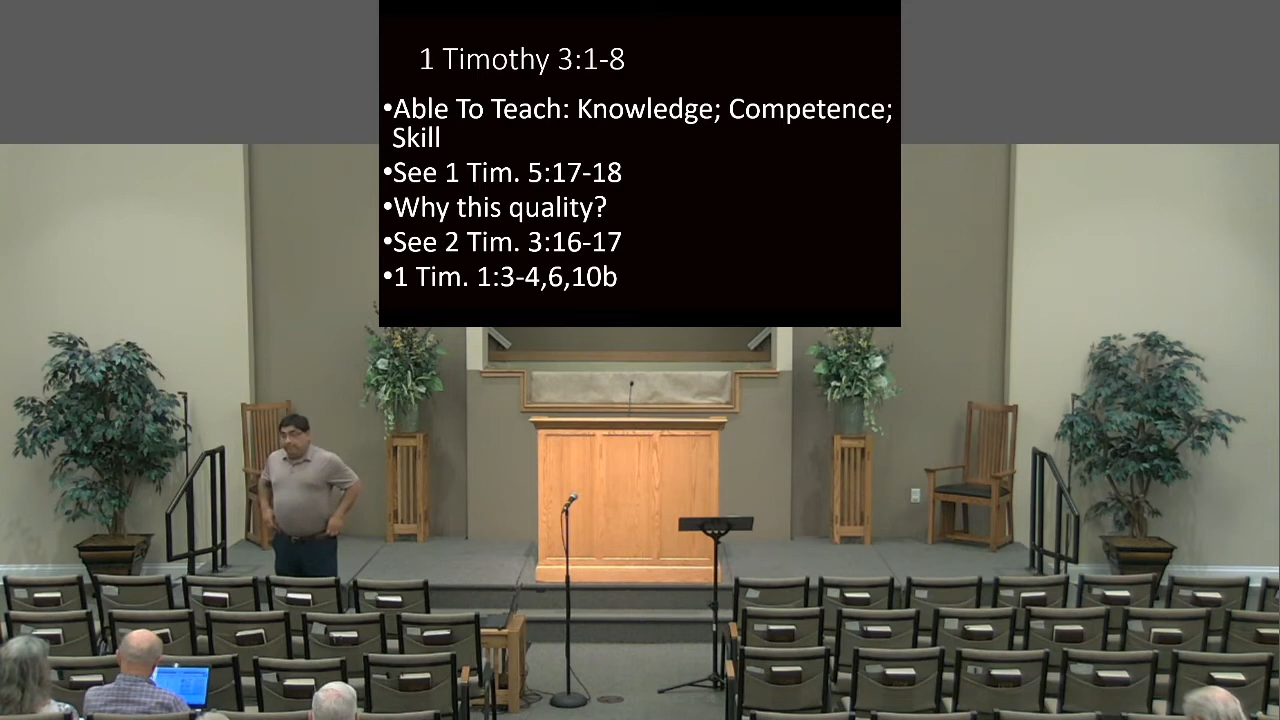 1 Timothy 3:1-8
•Able To Teach: Knowledge; Competence;
Skill
•See 1 Tim. 5:17-18
•Why this quality?
•See 2 Tim. 3:16-17
•1 Tim. 1:3-4,6,10b